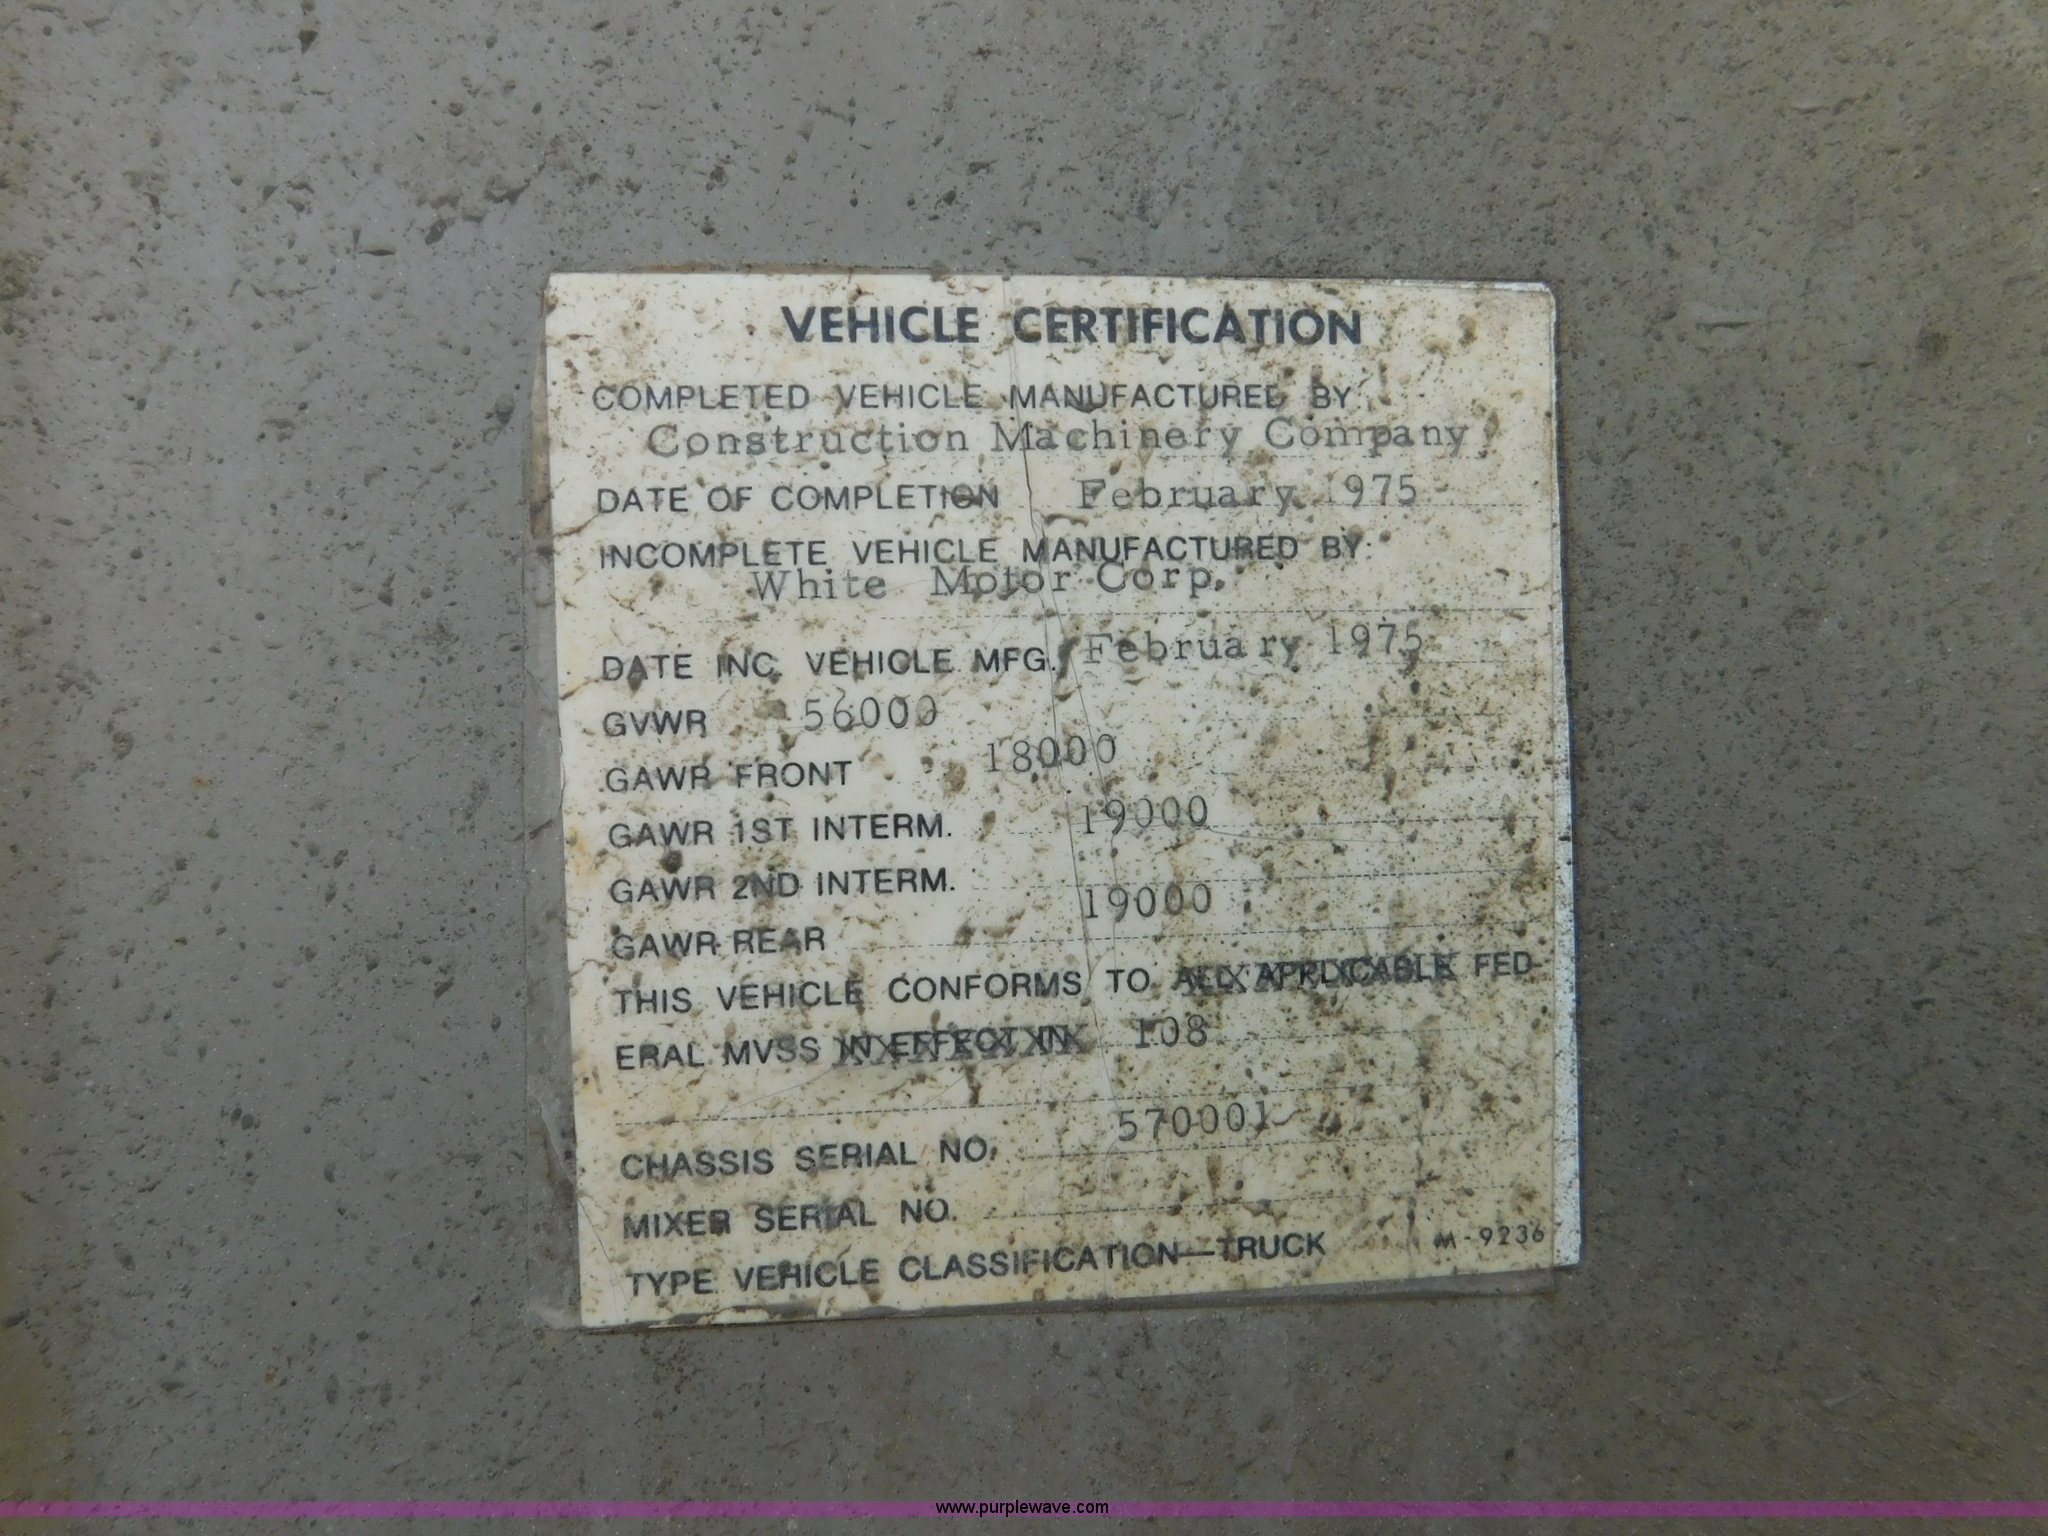 VEHICLE CERTIFICATION
COMPLETED VEHICLE MANUFACTURED BY:
Construction Machinery Company
DATE OF COMPLETION February 1975
INCOMPLETE VEHICLE MANUFACTURED BY:
White Motor Corp.
DATE INC. VEHICLE MFG. February 1975
GVWR 56000
GAWR FRONT 18000
GAWR 1ST INTERM. 19000
GAWR 2ND INTERM.
GAWR REAR 19000
THIS VEHICLE CONFORMS TO ALL APPLICABLE FED-
ERAL MVSS IN EFFECT IN 108
CHASSIS SERIAL NO. 570001
MIXER SERIAL NO.
TYPE VEHICLE CLASSIFICATION—TRUCK M-9236
www.purplewave.com